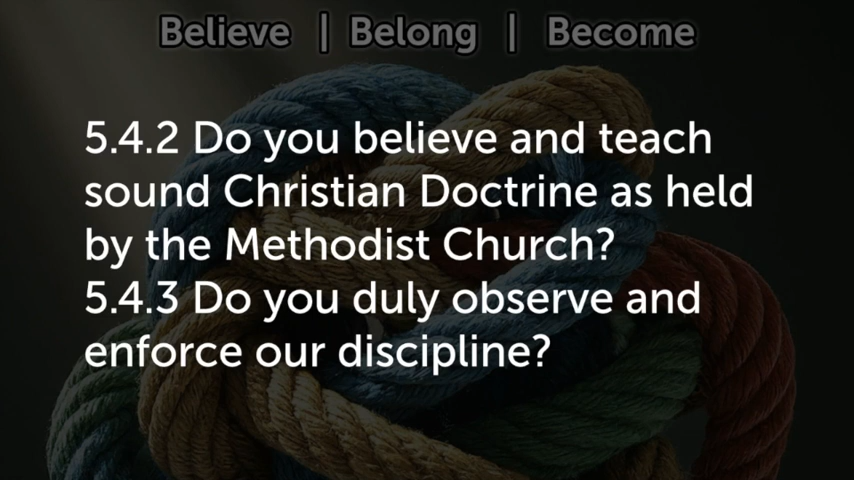 Believe | Belong | Become
5.4.2 Do you believe and teach
sound Christian Doctrine as held
by the Methodist Church?
5.4.3 Do you duly observe and
enforce our discipline?